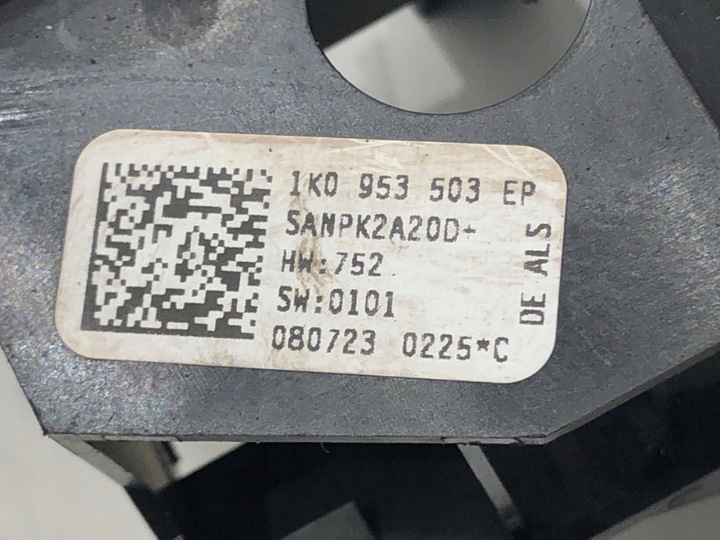 1K0 953 503 EP
SANPK2A20D+
HW:752
SW:0101
080723 0225*C
DE ALS